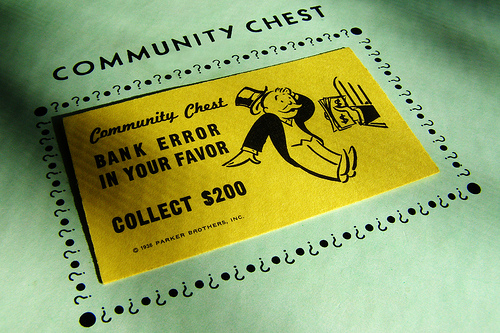 COMMUNITY CHEST
Community Chest
BANK ERROR
IN YOUR FAVOR
COLLECT $200
© 1936 PARKER BROTHERS, INC.